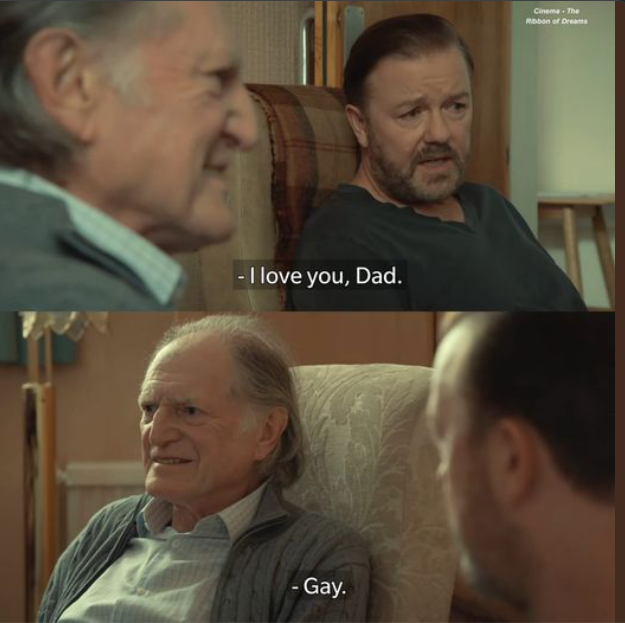 Cinema - The
Ribbon of Dreams
- I love you, Dad.
- Gay.